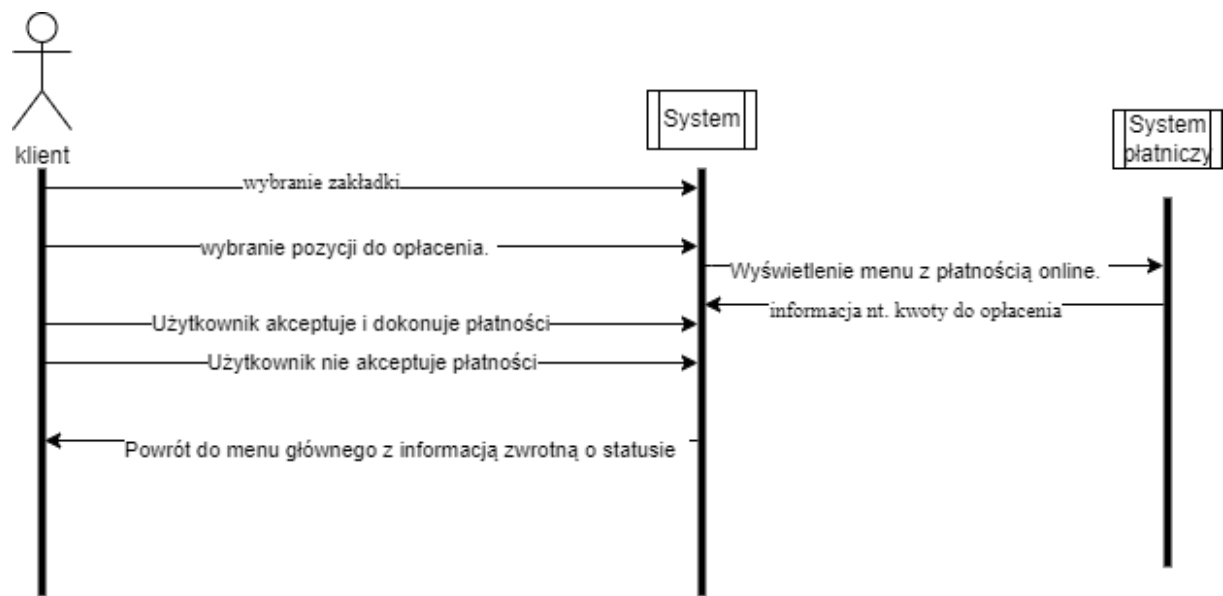 klient
System
System
płatniczy
wybranie zakładki
wybranie pozycji do opłacenia.
Wyświetlenie menu z płatnością online.
informacja nt. kwoty do opłacenia
Użytkownik akceptuje i dokonuje płatności
Użytkownik nie akceptuje płatności
Powrót do menu głównego z informacją zwrotną o statusie